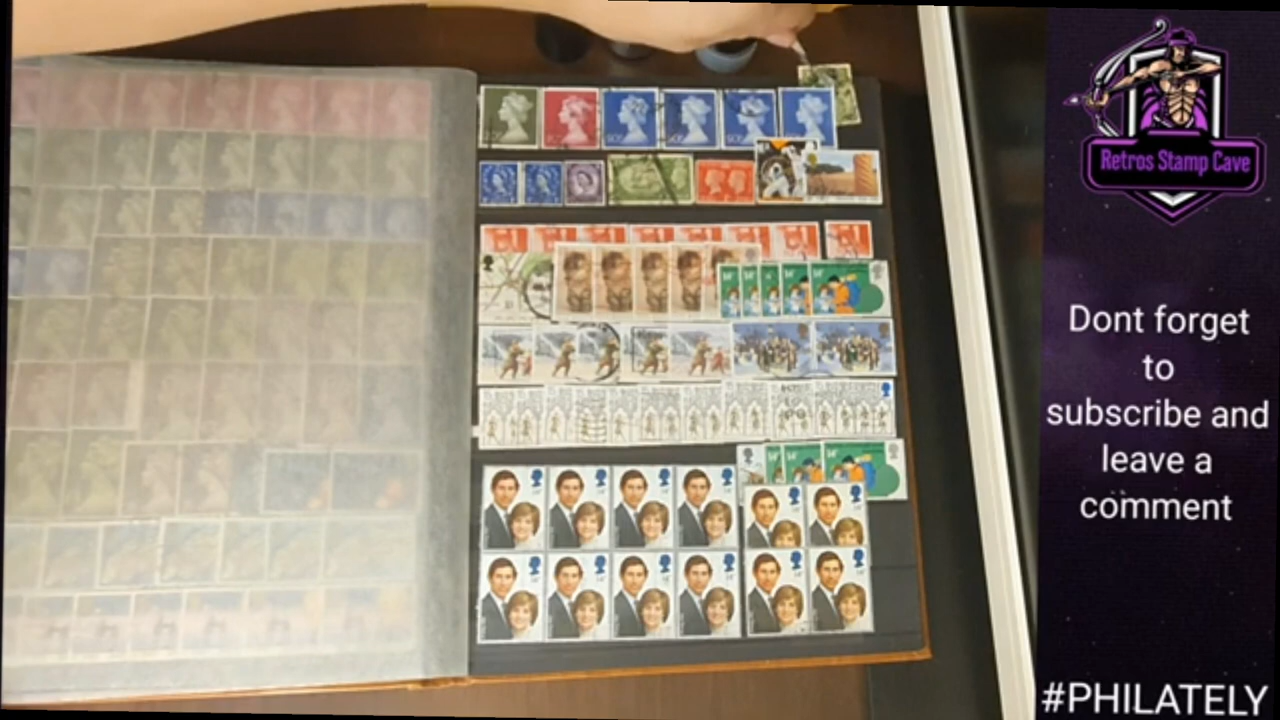 Retros Stamp Cave
Dont forget
to
subscribe and
leave a
comment
#PHILATELY